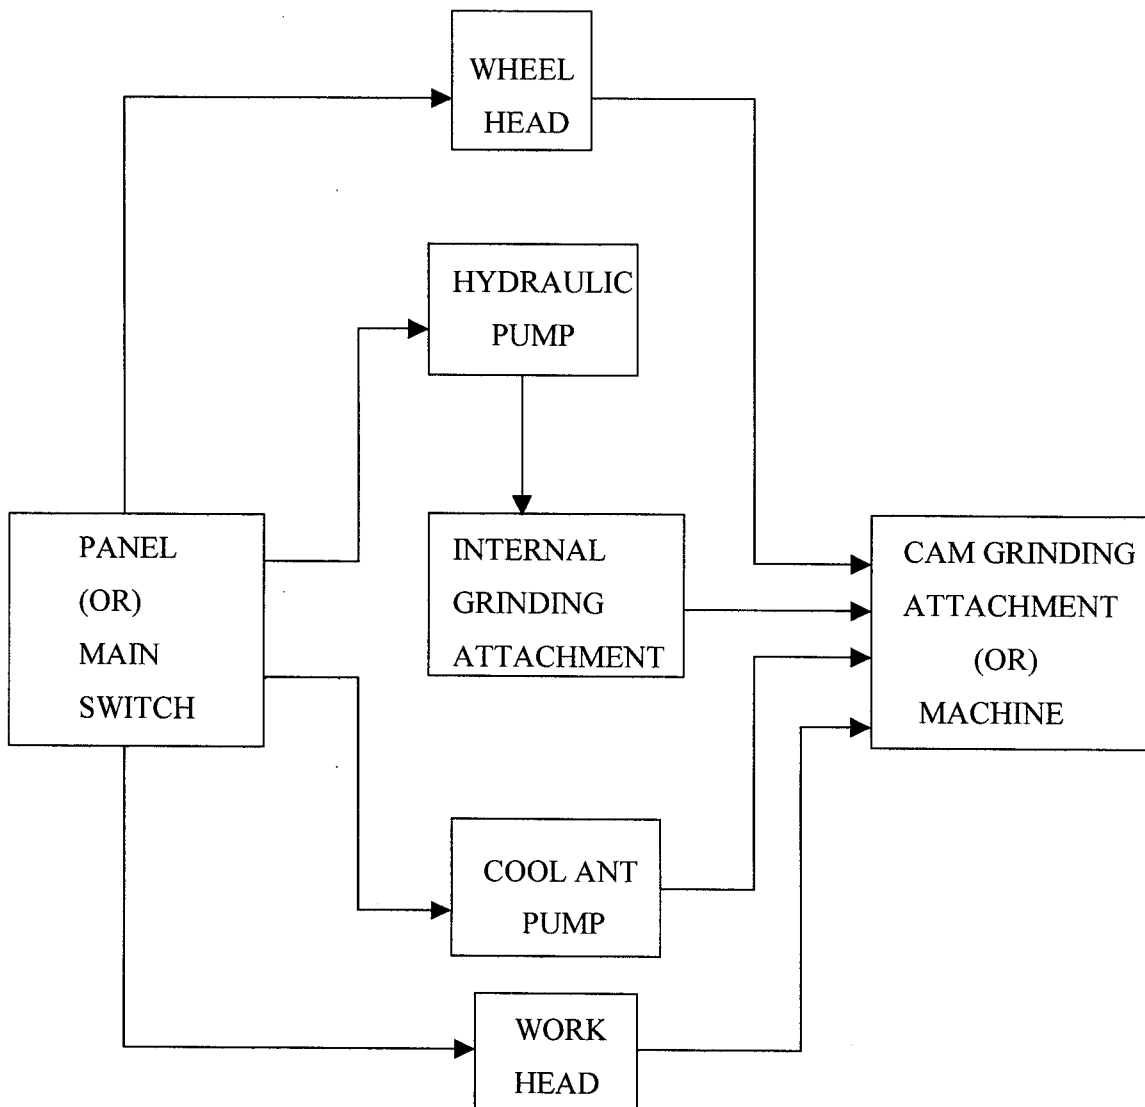 WHEEL
HEAD
HYDRAULIC
PUMP
PANEL
(OR)
MAIN
SWITCH
INTERNAL
GRINDING
ATTACHMENT
CAM GRINDING
ATTACHMENT
(OR)
MACHINE
COOL ANT
PUMP
WORK
HEAD